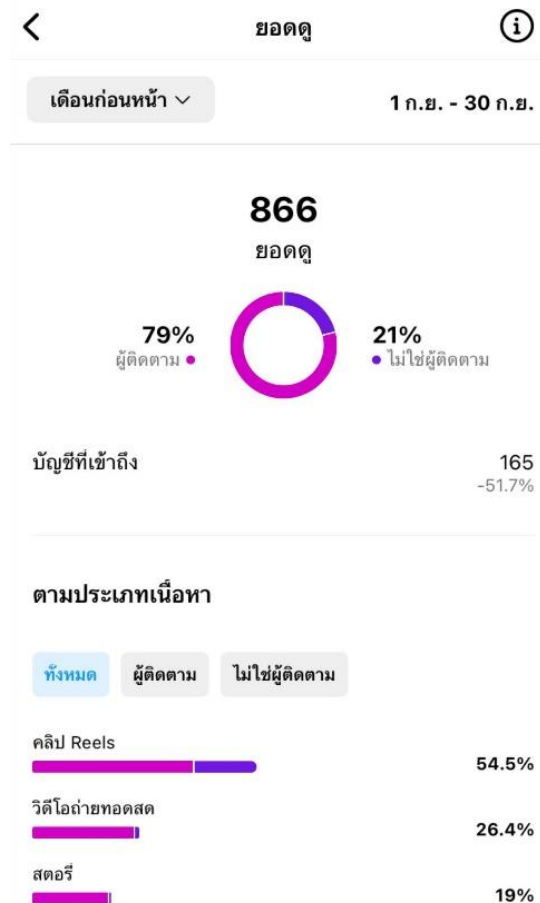 ยอดดู
เดือนก่อนหน้า
1 ก.ย. - 30 ก.ย.
866
ยอดดู
79%
ผู้ติดตาม
21%
ไม่ใช่ผู้ติดตาม
บัญชีที่เข้าถึง
165
-51.7%
ตามประเภทเนื้อหา
ทั้งหมด ผู้ติดตาม ไม่ใช่ผู้ติดตาม
คลิป Reels
54.5%
วิดีโอถ่ายทอดสด
26.4%
สตอรี่
19%